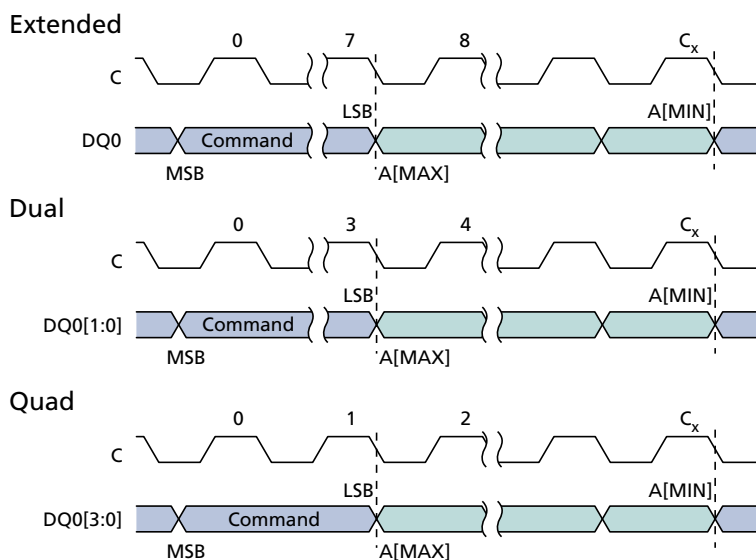 Extended
0 7 8 Cx
C
LSB A[MIN]
DQ0 Command
MSB A[MAX]
Dual
0 3 4 Cx
C
LSB A[MIN]
DQ0[1:0] Command
MSB A[MAX]
Quad
0 1 2 Cx
C
LSB A[MIN]
DQ0[3:0] Command
MSB A[MAX]